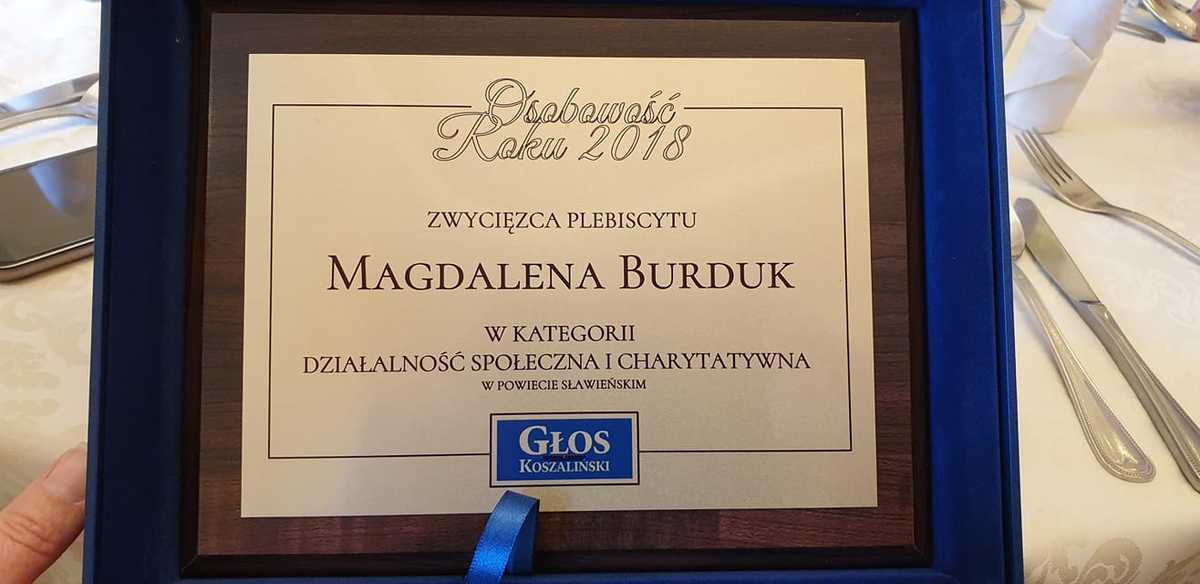 Osobowość
Roku 2018
ZWYCIĘZCA PLEBISCYTU
MAGDALENA BURDUK
W KATEGORII
DZIAŁALNOŚĆ SPOŁECZNA I CHARYTATYWNA
W POWIECIE SŁAWIEŃSKIM
GŁOS
KOSZALIŃSKI